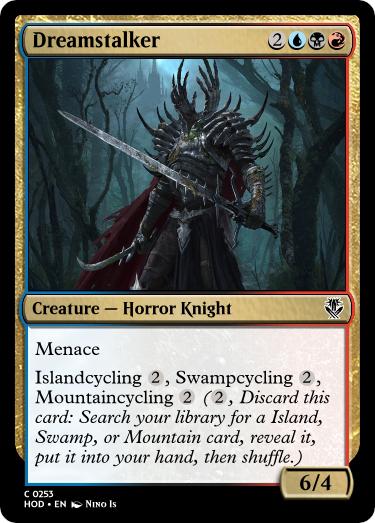 Dreamstalker 2
Creature — Horror Knight
Menace
Islandcycling 2, Swampcycling 2,
Mountaincycling 2 (2, Discard this
card: Search your library for a Island,
Swamp, or Mountain card, reveal it,
put it into your hand, then shuffle.)
6/4
C 0253
HOD • EN Nino Is